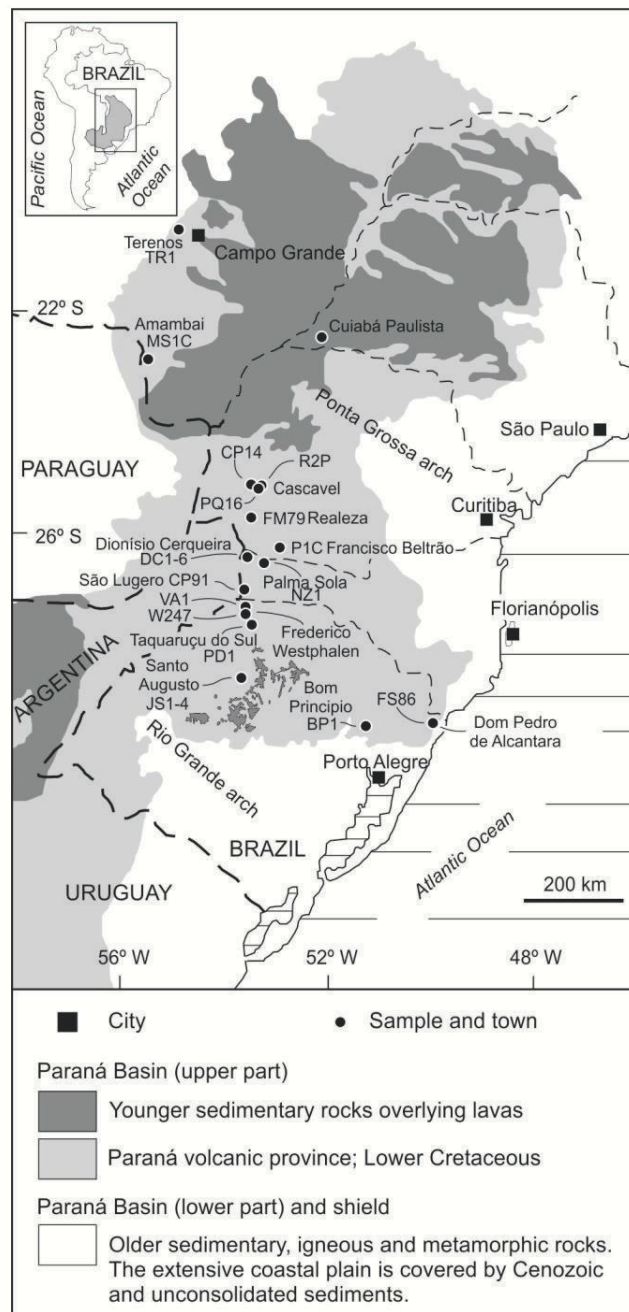 BRAZIL
Pacific Ocean
Atlantic
Ocean
Terenos
TR1
Campo Grande
22º S
Amambai
MS1C
Cuiabá Paulista
Ponta Grossa arch
São Paulo
CP14
R2P
PARAGUAY
PQ16
Cascavel
Curitiba
FM79 Realeza
26º S
Dionísio Cerqueira
DC1-6
P1C Francisco Beltrão
Palma Sola
NZ1
São Lugero CP91
VA1
W247
Florianópolis
Frederico
Westphalen
Taquaruçu do Sul
PD1
ARGENTINA
Santo
Augusto
JS1-4
Bom
Principio
BP1
FS86
Dom Pedro
de Alcantara
Rio Grande arch
Porto Alegre
BRAZIL
Atlantic Ocean
URUGUAY
200 km
56º W
52º W
48º W
City
Sample and town
Paraná Basin (upper part)
Younger sedimentary rocks overlying lavas
Paraná volcanic province; Lower Cretaceous
Paraná Basin (lower part) and shield
Older sedimentary, igneous and metamorphic rocks.
The extensive coastal plain is covered by Cenozoic
and unconsolidated sediments.